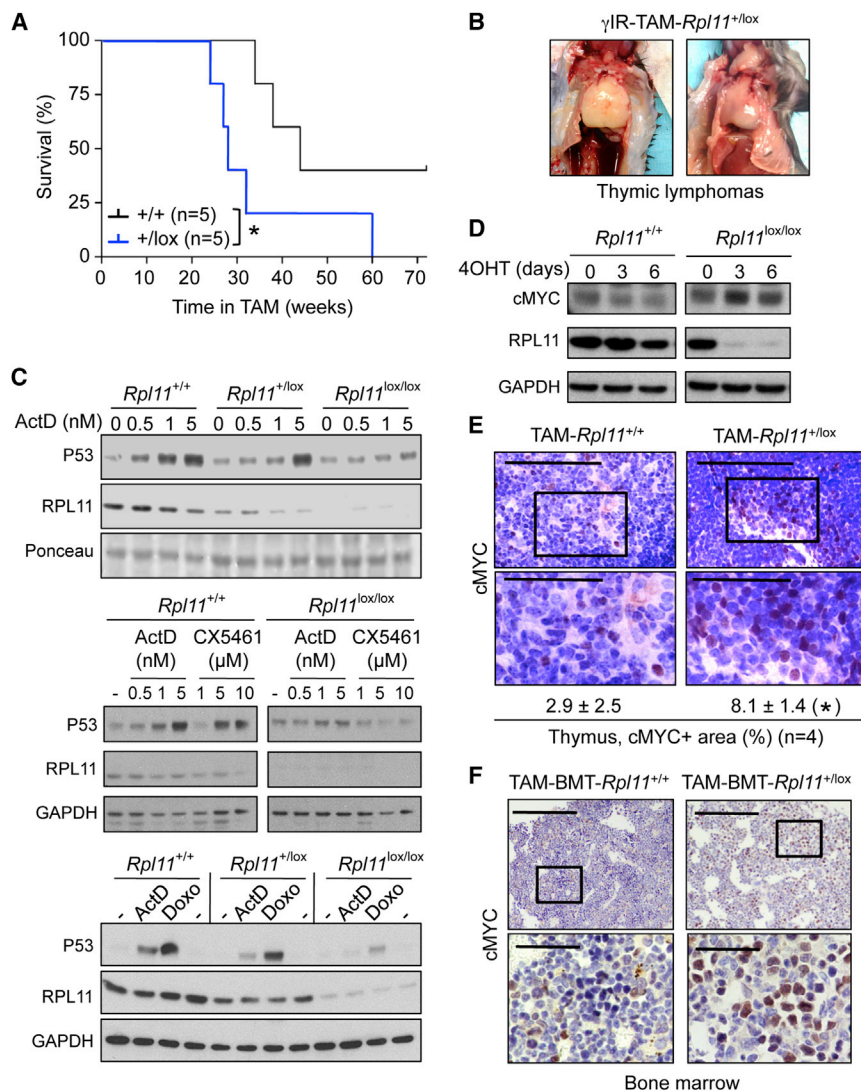 A
Survival (%)
100
75
50
25
0
+/+ (n=5)
+/lox (n=5)
*
0 10 20 30 40 50 60 70
Time in TAM (weeks)
B
γIR-TAM-Rpl11+/lox
Thymic lymphomas
C
Rpl11+/+ Rpl11+/lox Rpl11lox/lox
ActD (nM) 0 0.5 1 5 0 0.5 1 5 0 0.5 1 5
P53
RPL11
Ponceau
Rpl11+/+ Rpl11lox/lox
ActD CX5461 ActD CX5461
(nM) (μM) (nM) (μM)
- 0.5 1 5 1 5 10 - 0.5 1 5 1 5 10
P53
RPL11
GAPDH
Rpl11+/+ Rpl11+/lox Rpl11lox/lox
- ActD Doxo - - ActD Doxo - - ActD Doxo -
P53
RPL11
GAPDH
D
Rpl11+/+ Rpl11lox/lox
4OHT (days) 0 3 6 0 3 6
cMYC
RPL11
GAPDH
E
TAM-Rpl11+/+ TAM-Rpl11+/lox
cMYC
2.9 ± 2.5 8.1 ± 1.4 (*)
Thymus, cMYC+ area (%) (n=4)
F
TAM-BMT-Rpl11+/+ TAM-BMT-Rpl11+/lox
cMYC
Bone marrow